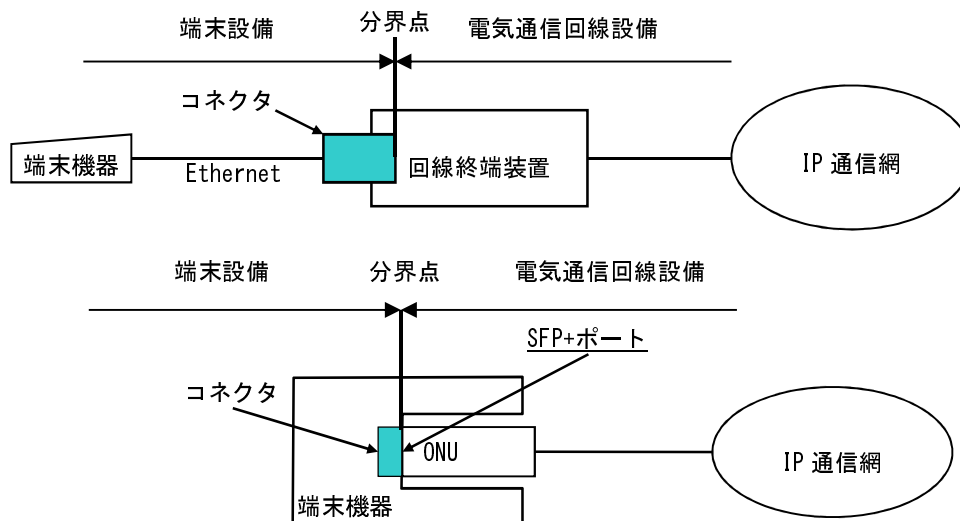 端末設備
分界点
電気通信回線設備
コネクタ
端末機器
Ethernet
回線終端装置
IP 通信網
端末設備
分界点
電気通信回線設備
SFP+ポート
コネクタ
ONU
IP 通信網
端末機器